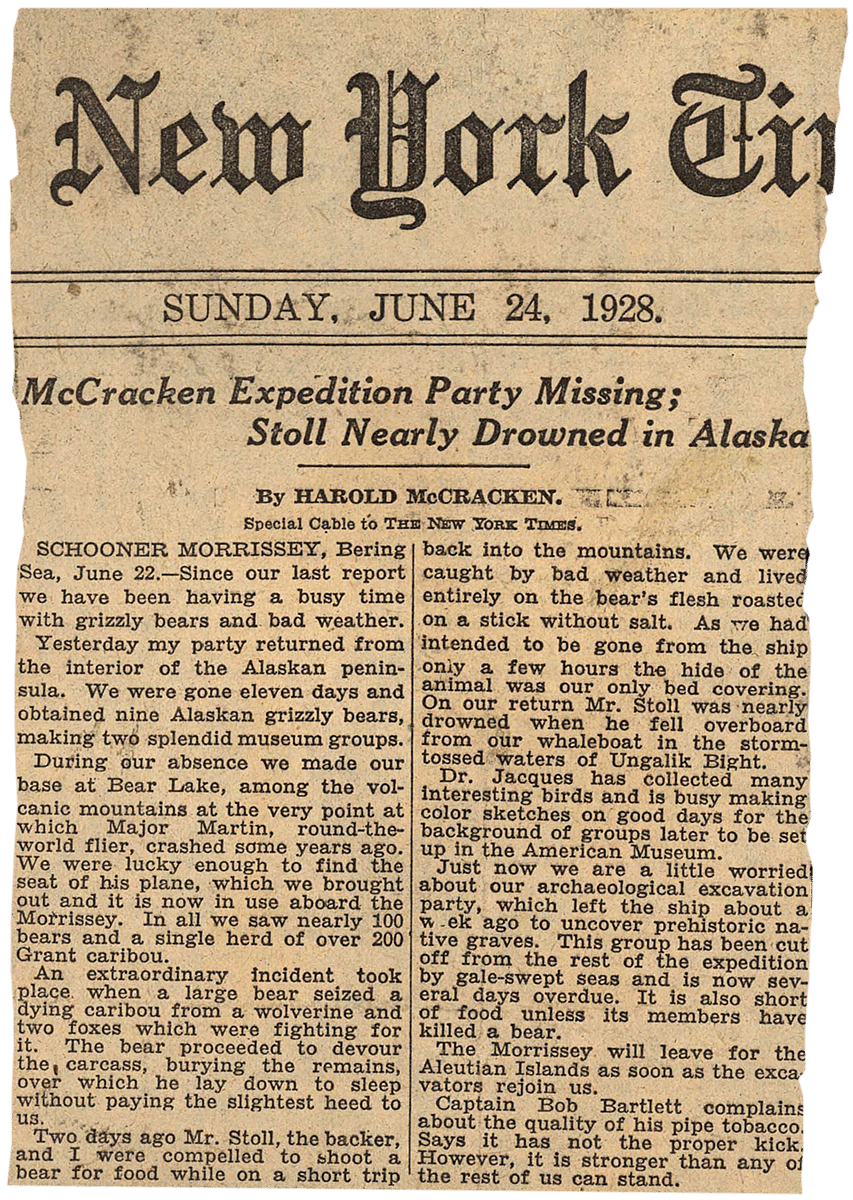 New York Ti
SUNDAY, JUNE 24, 1928.
McCracken Expedition Party Missing;
Stoll Nearly Drowned in Alaska
By HAROLD McCRACKEN.
Special Cable to THE NEW YORK TIMES.
SCHOONER MORRISSEY, Bering
Sea, June 22.—Since our last report
we have been having a busy time
with grizzly bears and bad weather.
Yesterday my party returned from
the interior of the Alaskan penin-
sula. We were gone eleven days and
obtained nine Alaskan grizzly bears,
making two splendid museum groups.
During our absence we made our
base at Bear Lake, among the vol-
canic mountains at the very point at
which Major Martin, round-the-
world flier, crashed some years ago.
We were lucky enough to find the
seat of his plane, which we brought
out and it is now in use aboard the
Morrissey. In all we saw nearly 100
bears and a single herd of over 200
Grant caribou.
An extraordinary incident took
place when a large bear seized a
dying caribou from a wolverine and
two foxes which were fighting for
it. The bear proceeded to devour
the carcass, burying the remains,
over which he lay down to sleep
without paying the slightest heed to
us.
Two days ago Mr. Stoll, the backer,
and I were compelled to shoot a
bear for food while on a short trip
back into the mountains. We were
caught by bad weather and lived
entirely on the bear's flesh roasted
on a stick without salt. As we had
intended to be gone from the ship
only a few hours the hide of the
animal was our only bed covering.
On our return Mr. Stoll was nearly
drowned when he fell overboard
from our whaleboat in the storm-
tossed waters of Ungalik Bight.
Dr. Jacques has collected many
interesting birds and is busy making
color sketches on good days for the
background of groups later to be set
up in the American Museum.
Just now we are a little worried
about our archaeological excavation
party, which left the ship about a
w ek ago to uncover prehistoric na-
tive graves. This group has been cut
off from the rest of the expedition
by gale-swept seas and is now sev-
eral days overdue. It is also short
of food unless its members have
killed a bear.
The Morrissey will leave for the
Aleutian Islands as soon as the exca-
vators rejoin us.
Captain Bob Bartlett complains
about the quality of his pipe tobacco.
Says it has not the proper kick.
However, it is stronger than any of
the rest of us can stand.